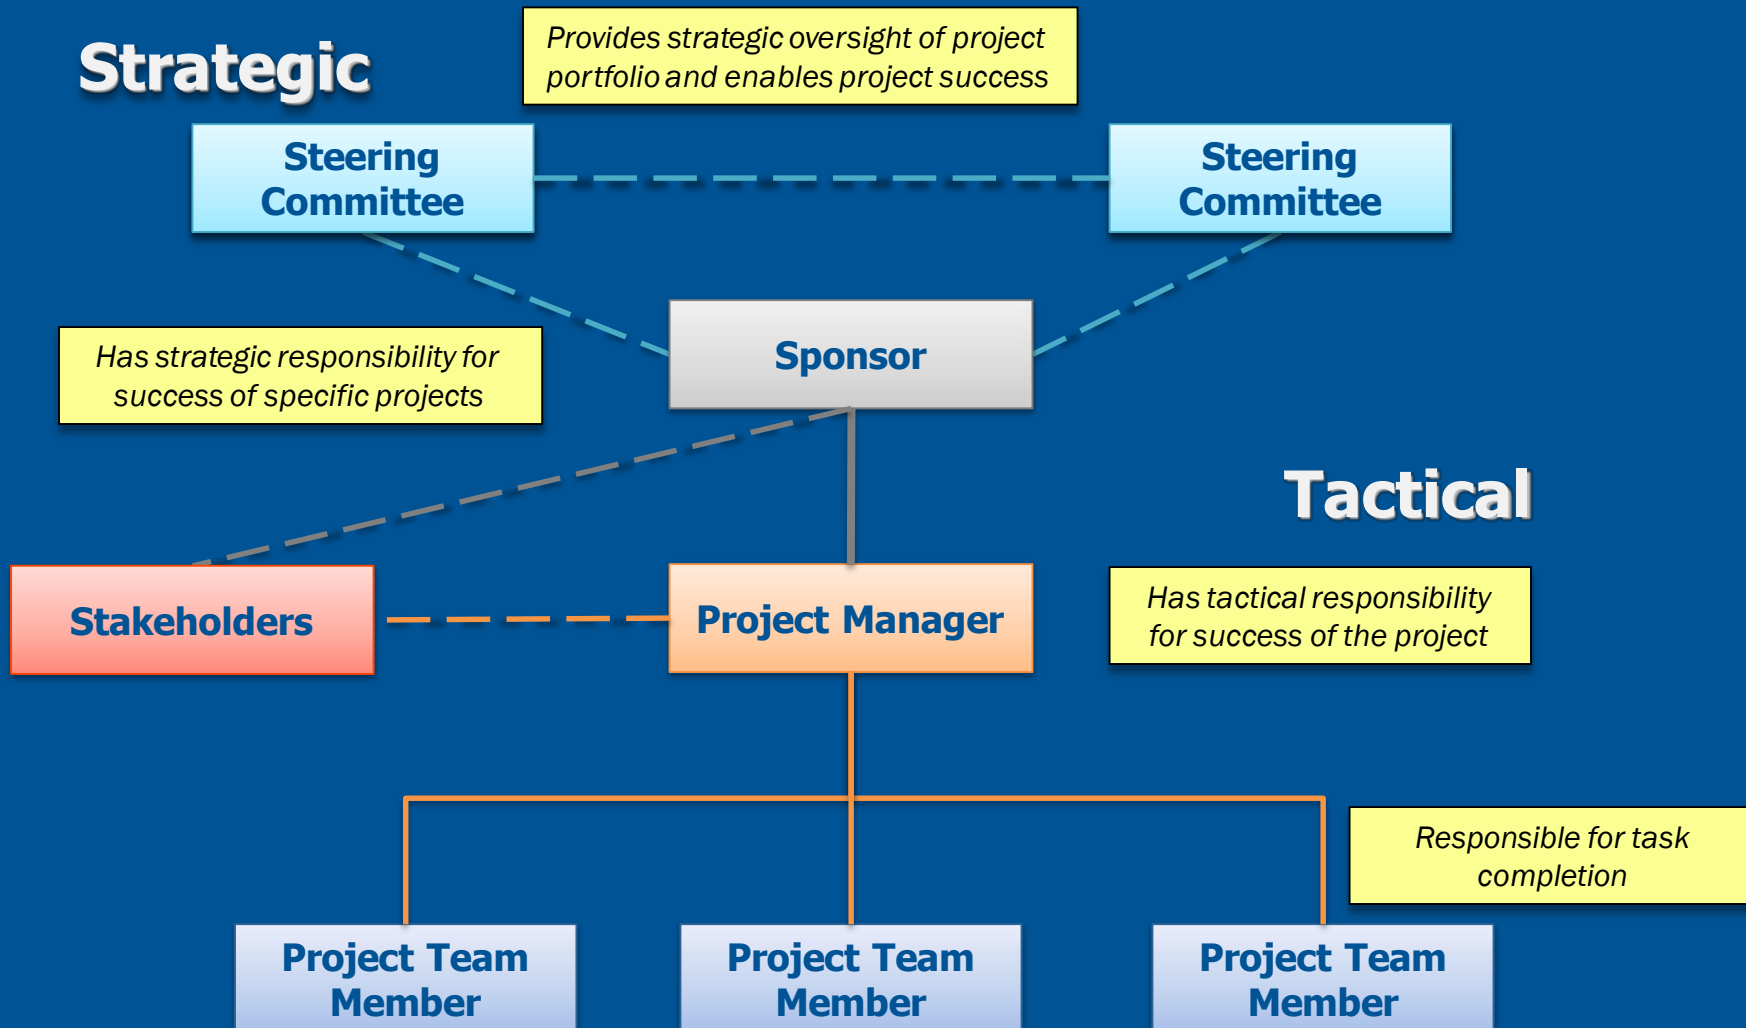 Strategic
Provides strategic oversight of project
portfolio and enables project success
Steering
Committee
Steering
Committee
Sponsor
Has strategic responsibility for
success of specific projects
Tactical
Stakeholders
Project Manager
Has tactical responsibility
for success of the project
Responsible for task
completion
Project Team
Member
Project Team
Member
Project Team
Member